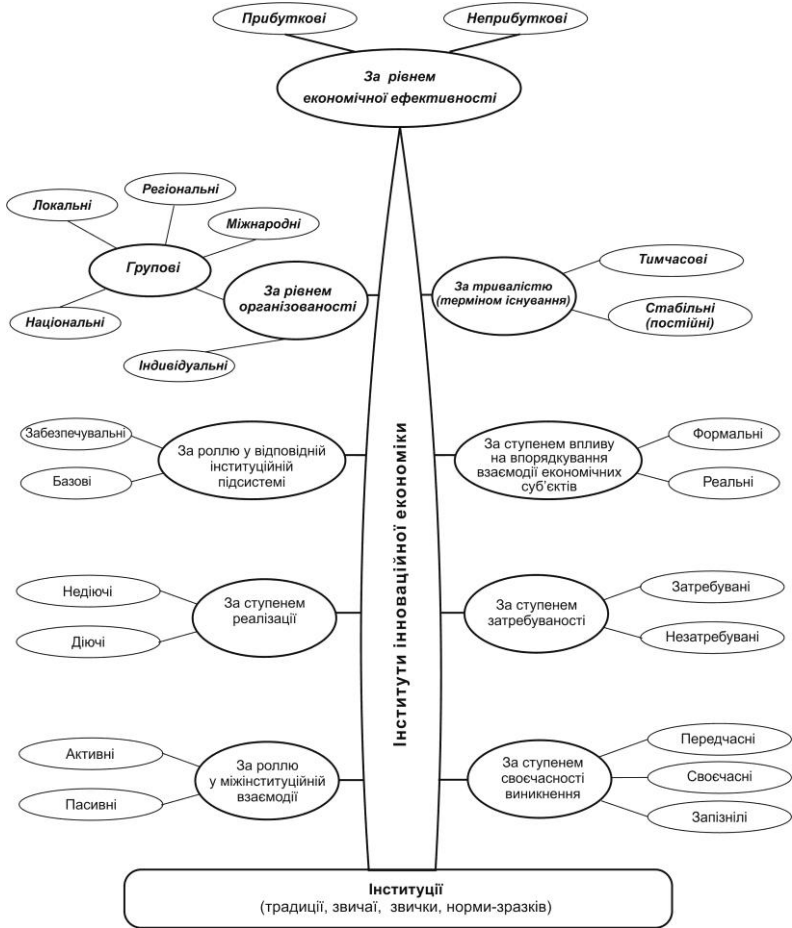 Прибуткові
Неприбуткові
За рівнем
економічної ефективності
Регіональні
Локальні
Міжнародні
Групові
Національні
За рівнем
організованості
Індивідуальні
За тривалістю
(терміном існування)
Тимчасові
Стабільні
(постійні)
Забезпечувальні
Базові
За роллю у відповідній
інституційній
підсистемі
За ступенем впливу
на впорядкування
взаємодії економічних
суб’єктів
Формальні
Реальні
Недіючі
Діючі
За ступенем
реалізації
За ступенем
затребуваності
Затребувані
Незатребувані
Активні
Пасивні
За роллю
у міжінституційній
взаємодії
За ступенем
своєчасності
виникнення
Передчасні
Своєчасні
Запізнілі
Інститути інноваційної економіки
Інституції
(традиції, звичаї, звички, норми-зразків)